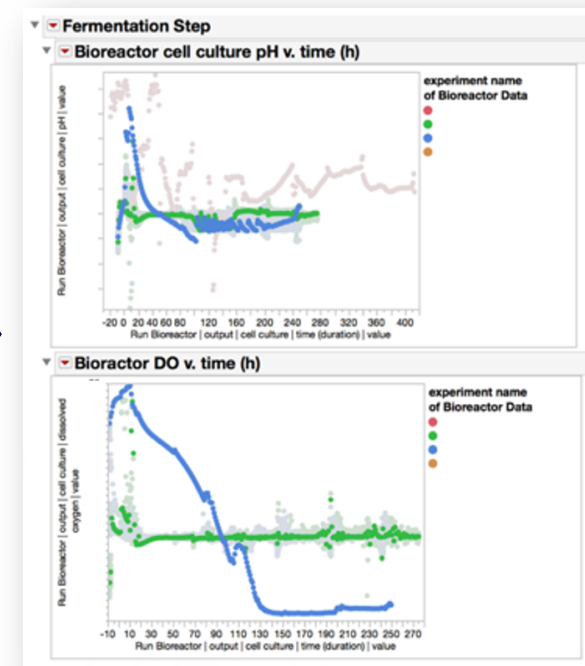 Fermentation Step
Bioreactor cell culture pH v. time (h)
Run Bioreactor | output | cell culture | pH | value
experiment name
of Bioreactor Data
-20 0 20 40 60 80 120 160 200 240 280 320 360 400
Run Bioreactor | output | cell culture | time (duration) | value
Bioractor DO v. time (h)
Run Bioreactor | output | cell culture | dissolved
oxygen | value
experiment name
of Bioreactor Data
-10 10 30 50 70 90 110 130 150 170 190 210 230 250 270
Run Bioreactor | output | cell culture | time (duration) | value